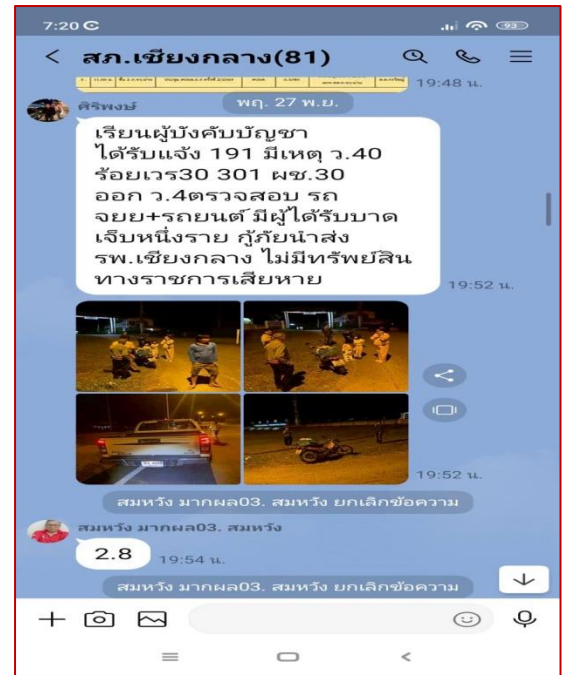 7:20
93
สภ.เชียงกลาง(81)
19:48 น.
ศิริพงษ์
พฤ. 27 พ.ย.
เรียนผู้บังคับบัญชา
ได้รับแจ้ง 191 มีเหตุ ว.40
ร้อยเวร30 301 ผช.30
ออก ว.4ตรวจสอบ รถ
จยย+รถยนต์ มีผู้ได้รับบาด
เจ็บหนึ่งราย กู้ภัยนำส่ง
รพ.เชียงกลาง ไม่มีทรัพย์สิน
ทางราชการเสียหาย
19:52 น.
19:52 น.
สมหวัง มากผล03. สมหวัง ยกเลิกข้อความ
สมหวัง มากผล03. สมหวัง
2.8
19:54 น.
สมหวัง มากผล03. สมหวัง ยกเลิกข้อความ